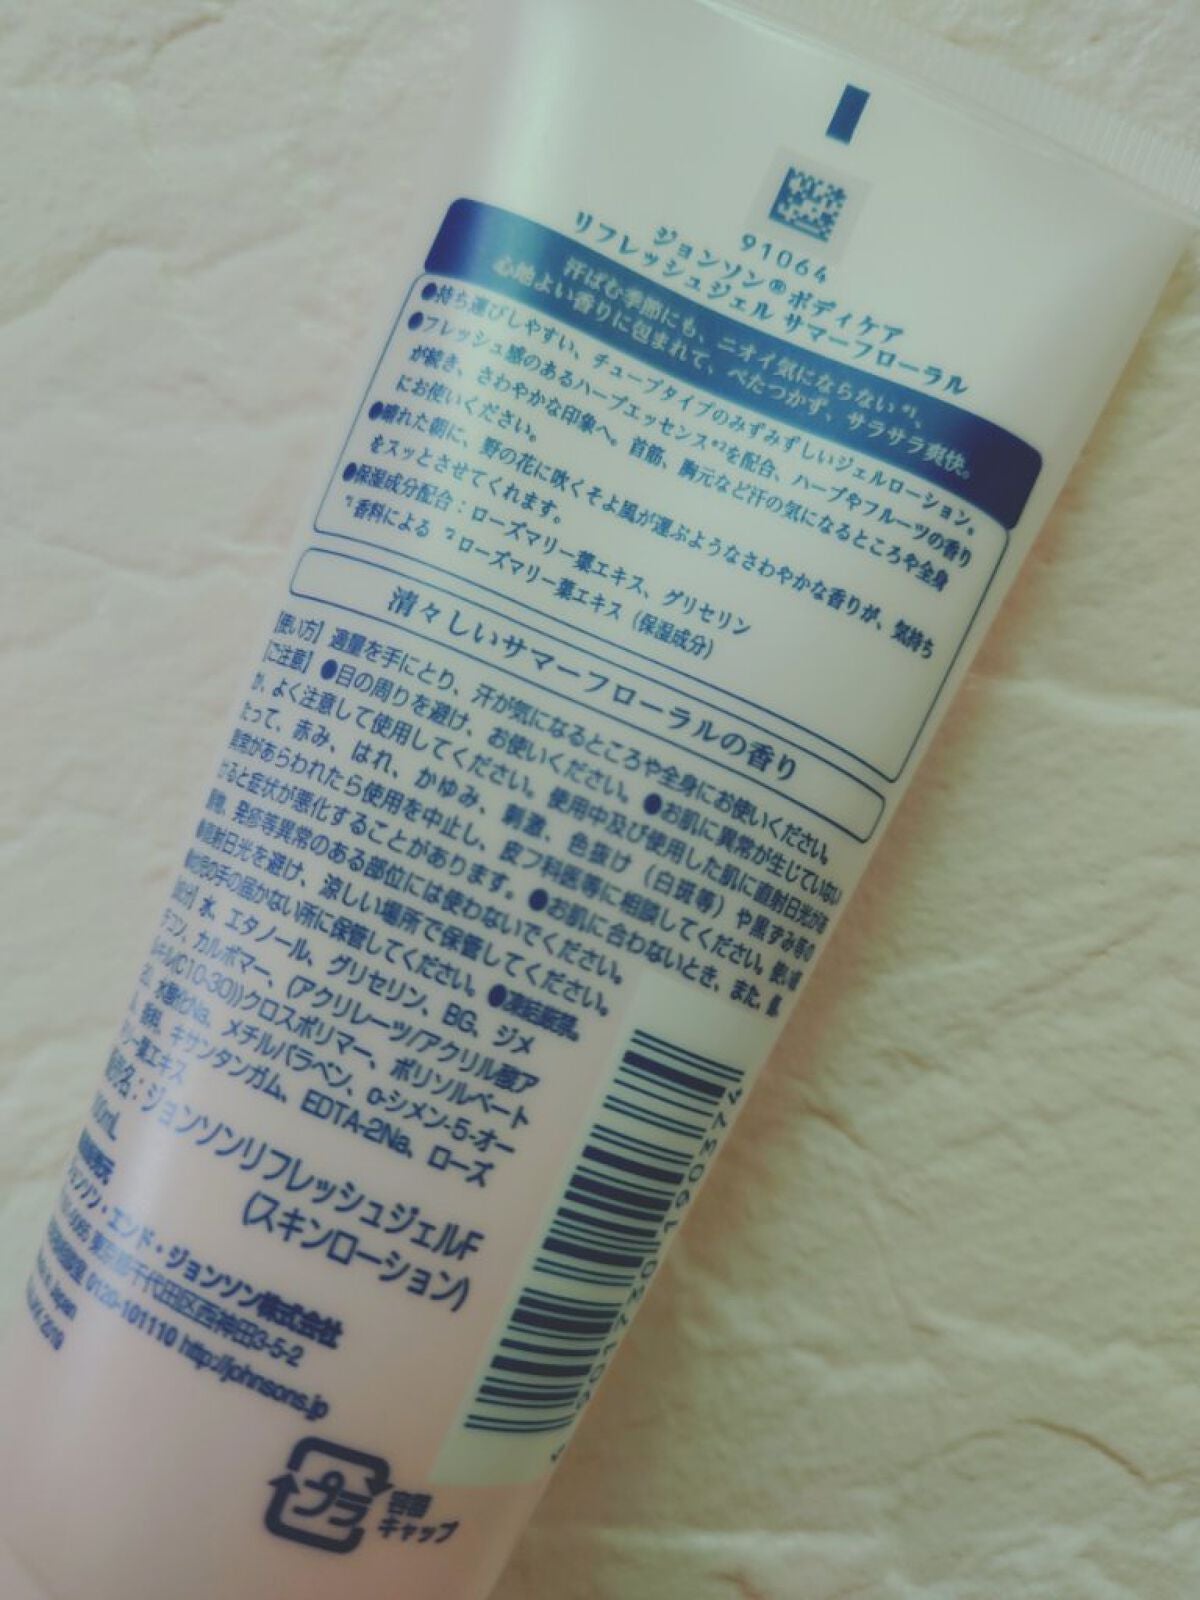 91064
ジョンソン®ボディケア
リフレッシュジェル サマーフローラル
汗ばむ季節にも、ニオイ気にならない*1、
心地よい香りに包まれて、べたつかず、サラサラ爽快。
●持ち運びしやすい、チューブタイプのみずみずしいジェルローション。
●フレッシュ感のあるハーブエッセンス*2を配合、ハーブやフルーツの香り
が続き、さわやかな印象へ。首筋、胸元など汗の気になるところや全身
にお使いください。
●晴れた朝に、野の花に吹くそよ風が運ぶようなさわやかな香りが、気持ち
をスッとさせてくれます。
●保湿成分配合：ローズマリー葉エキス、グリセリン
*1香料による *2ローズマリー葉エキス（保湿成分）
清々しいサマーフローラルの香り
【使い方】適量を手にとり、汗が気になるところや全身にお使いください。
【ご注意】●目の周りを避け、お使いください。●お肌に異常が生じていない
か、よく注意して使用してください。使用中及び使用した肌に直射日光があ
たって、赤み、はれ、かゆみ、刺激、色抜け（白斑等）や黒ずみ等の
異常があらわれたら使用を中止し、皮フ科医等に相談してください。使い続
けると症状が悪化することがあります。●お肌に合わないとき、また、傷、
発疹等異常のある部位には使わないでください。
直射日光を避け、涼しい場所で保管してください。
の手の届かない所に保管してください。●凍結厳禁。
水、エタノール、グリセリン、BG、ジメ
チコン、カルボマー、（アクリレーツ/アクリル酸ア
ルキル(C10-30)）クロスポリマー、ポリソルベート
20、水酸化Na、メチルパラベン、o-シメン-5-オー
ル、香料、キサンタンガム、EDTA-2Na、ローズ
マリー葉エキス
名：ジョンソンリフレッシュジェルF
（スキンローション）
ジョンソン・エンド・ジョンソン株式会社
東京都千代田区西神田3-5-2
0120-101110 http://johnsons.jp
Japan
2019
プラ
容器
キャップ